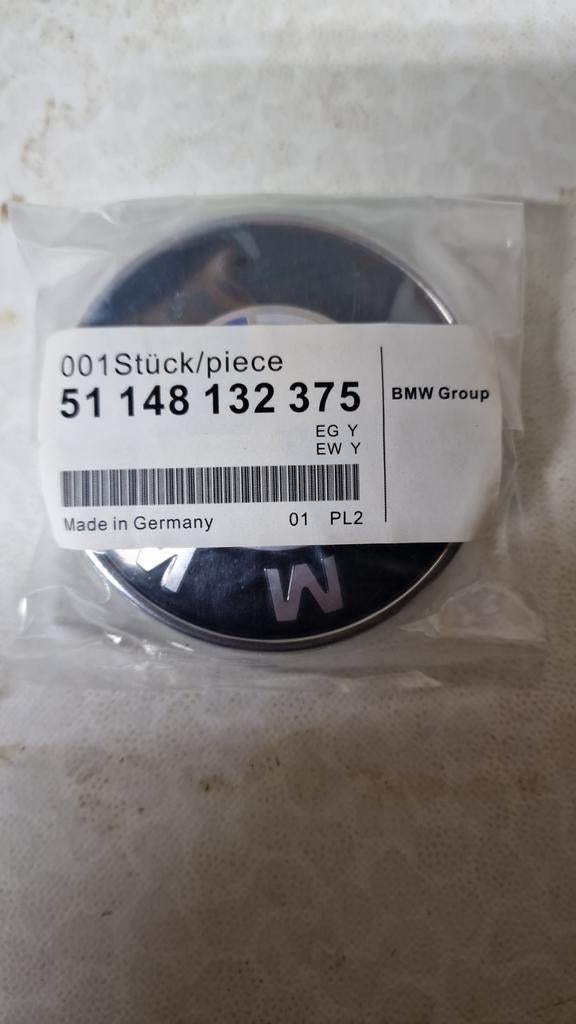 001Stück/piece
51 148 132 375
BMW Group
EG Y
EW Y
Made in Germany 01 PL2
M